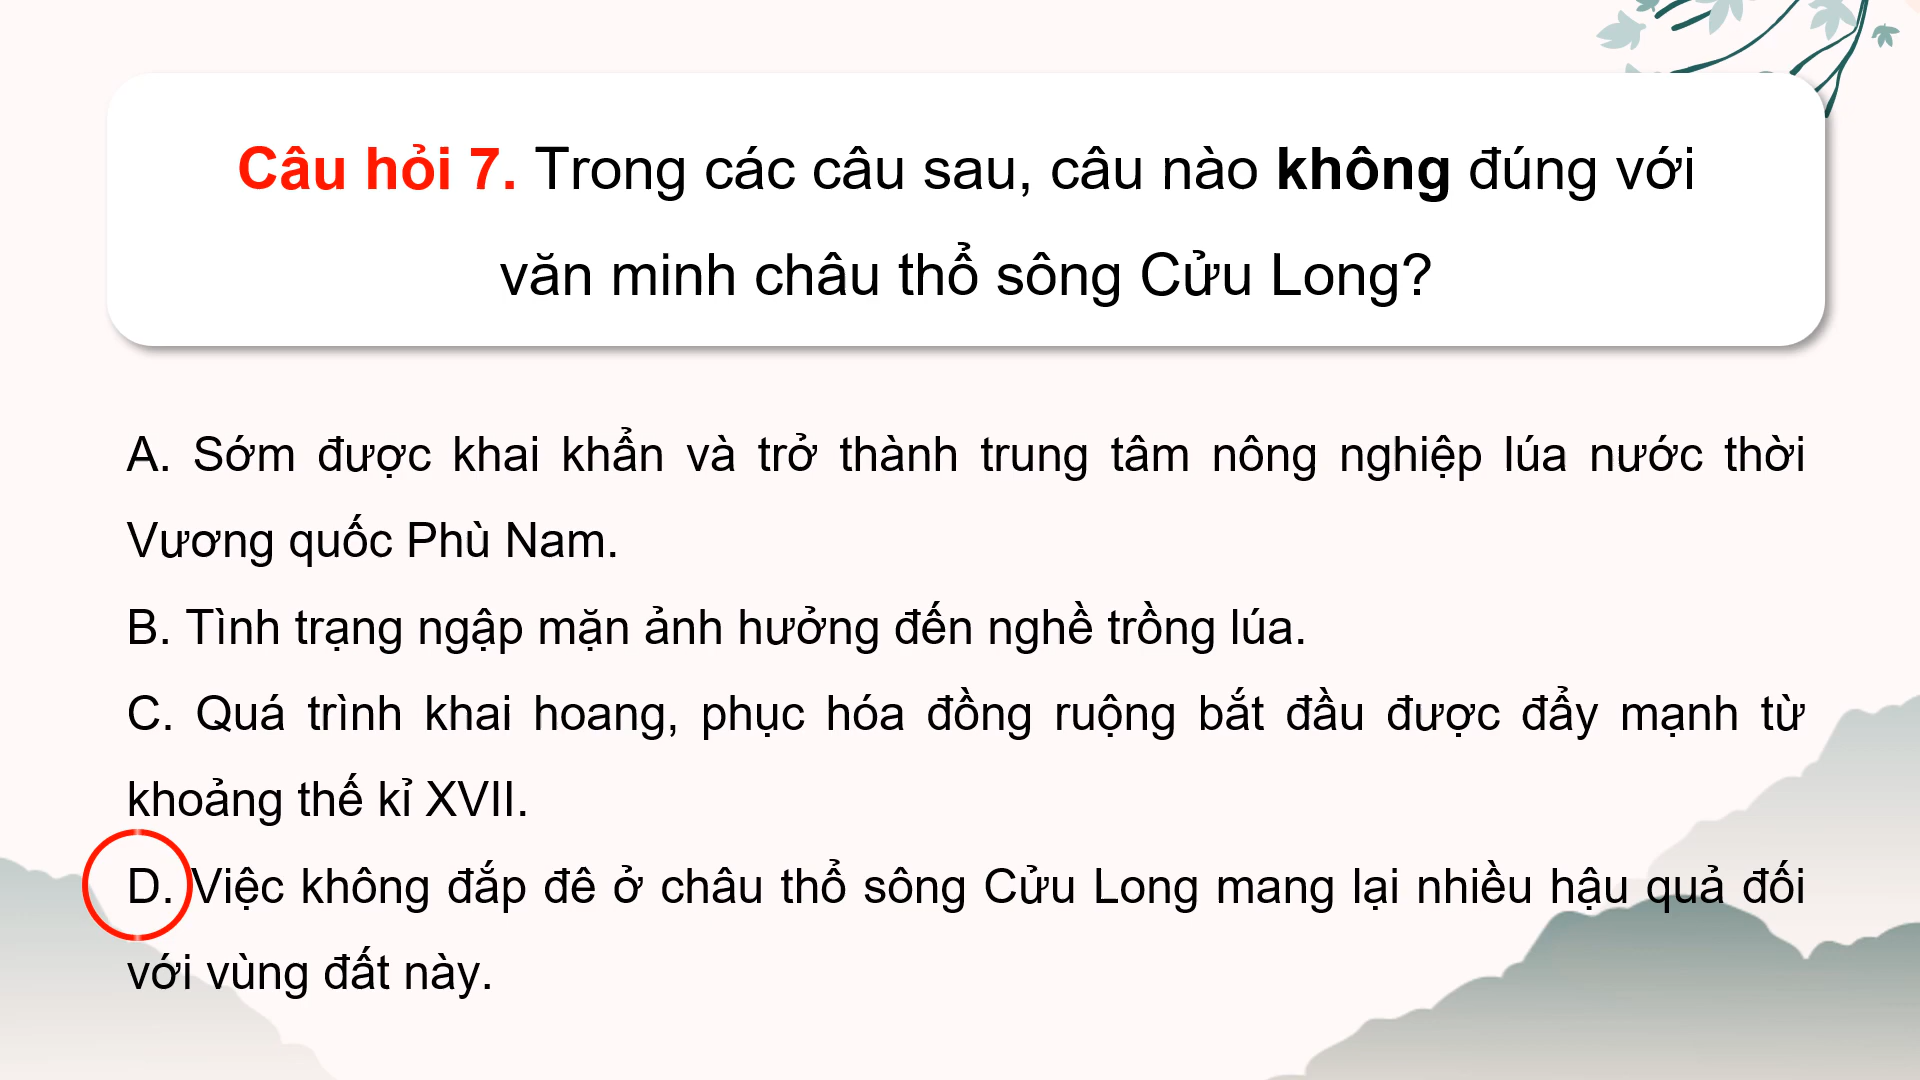 Câu hỏi 7. Trong các câu sau, câu nào không đúng với
văn minh châu thổ sông Cửu Long?
A. Sớm được khai khẩn và trở thành trung tâm nông nghiệp lúa nước thời
Vương quốc Phù Nam.
B. Tình trạng ngập mặn ảnh hưởng đến nghề trồng lúa.
C. Quá trình khai hoang, phục hóa đồng ruộng bắt đầu được đẩy mạnh từ
khoảng thế kỉ XVII.
D. Việc không đắp đê ở châu thổ sông Cửu Long mang lại nhiều hậu quả đối
với vùng đất này.